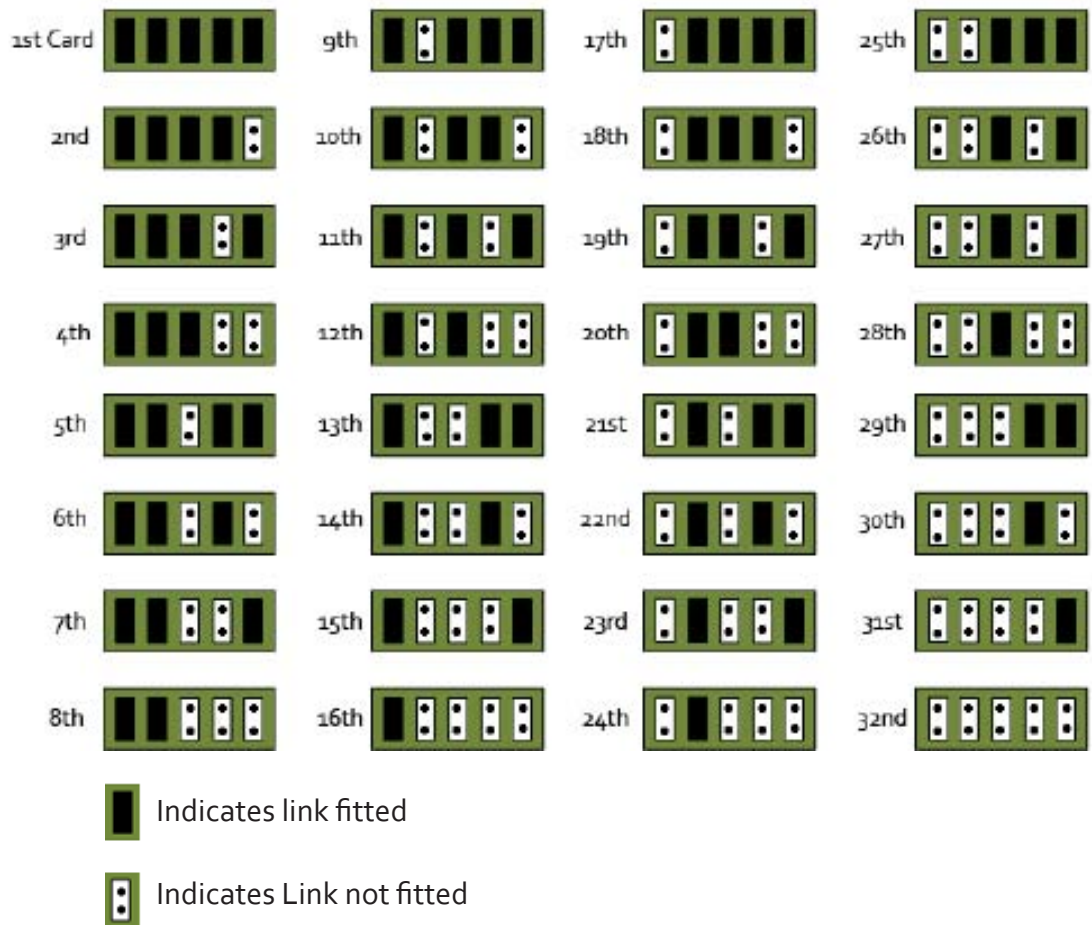 1st Card 9th 17th 25th
2nd 10th 18th 26th
3rd 11th 19th 27th
4th 12th 20th 28th
5th 13th 21st 29th
6th 14th 22nd 30th
7th 15th 23rd 31st
8th 16th 24th 32nd
Indicates link fitted
Indicates Link not fitted